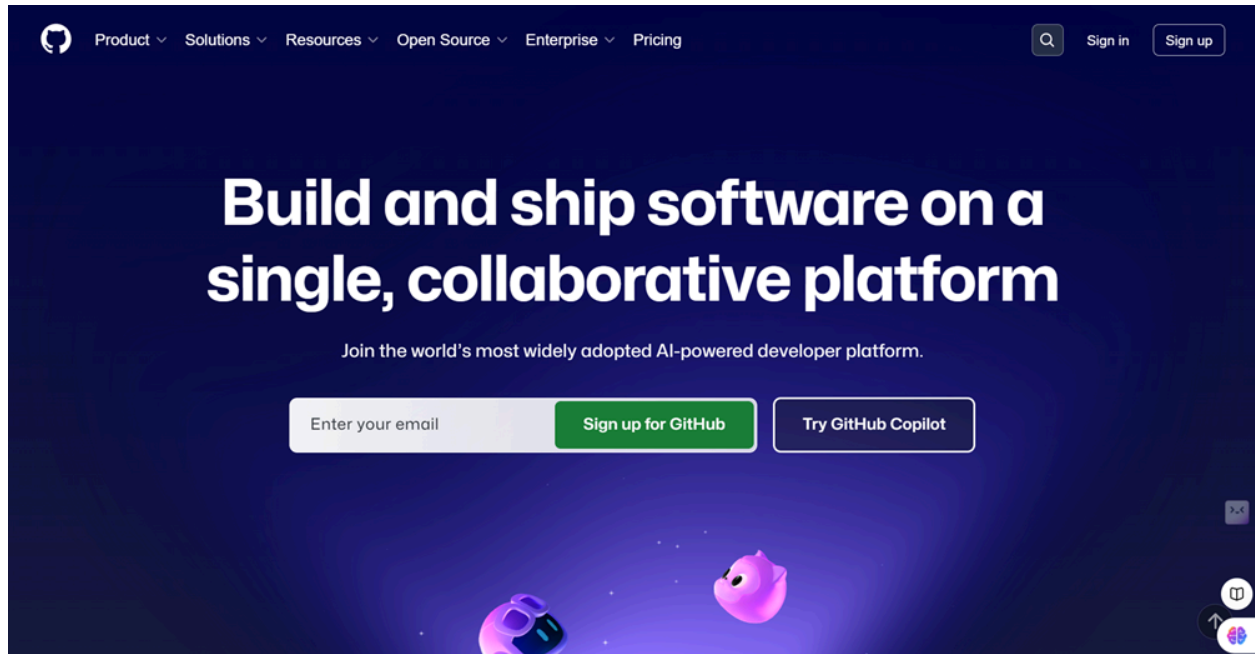 Product Solutions Resources Open Source Enterprise Pricing Sign in Sign up
Build and ship software on a
single, collaborative platform
Join the world's most widely adopted AI-powered developer platform.
Enter your email Sign up for GitHub Try GitHub Copilot